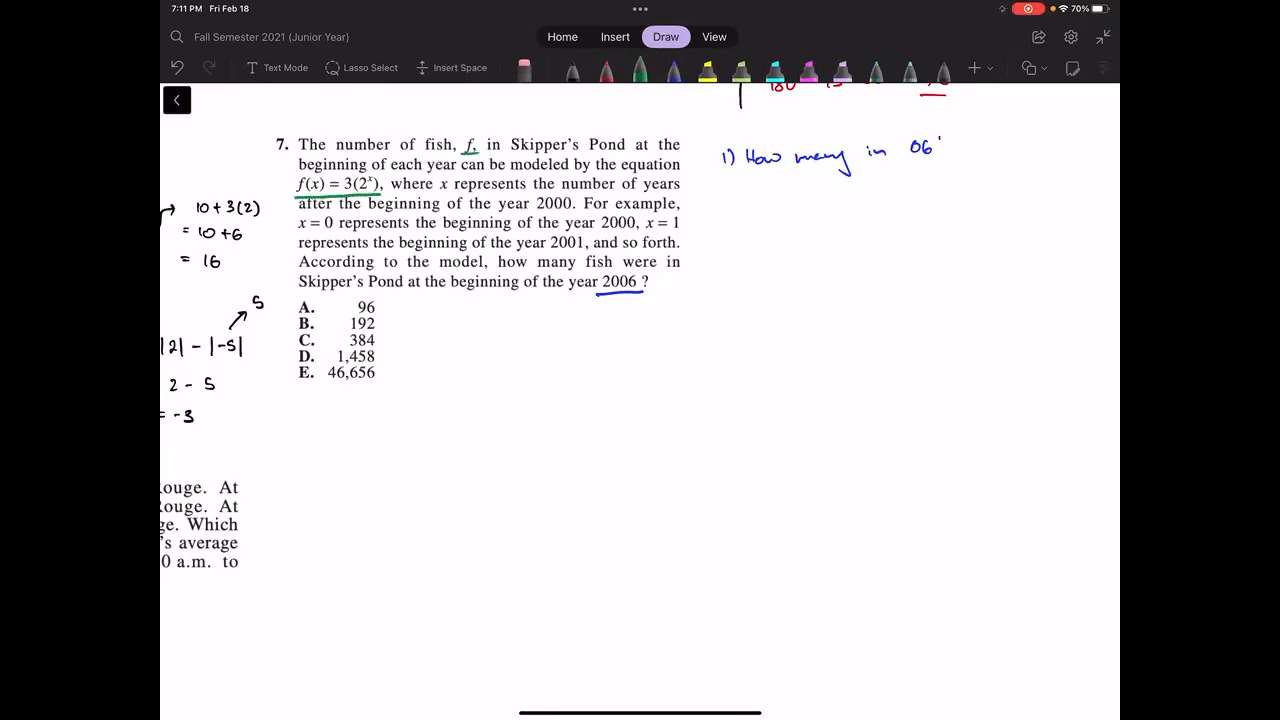 7:11 PM Fri Feb 18
70%
Fall Semester 2021 (Junior Year)
Home
Insert
Draw
View
Text Mode
Lasso Select
Insert Space
180
7. The number of fish, f, in Skipper's Pond at the
beginning of each year can be modeled by the equation
f(x) = 3(2ˣ), where x represents the number of years
after the beginning of the year 2000. For example,
x = 0 represents the beginning of the year 2000, x = 1
represents the beginning of the year 2001, and so forth.
According to the model, how many fish were in
Skipper's Pond at the beginning of the year 2006 ?
A. 96
B. 192
C. 384
D. 1,458
E. 46,656
1) How many in 06'
10 + 3(2)
= 10 + 6
= 16
5
|2| - |-5|
2 - 5
= -3
ouge. At
Rouge. At
ge. Which
's average
0 a.m. to